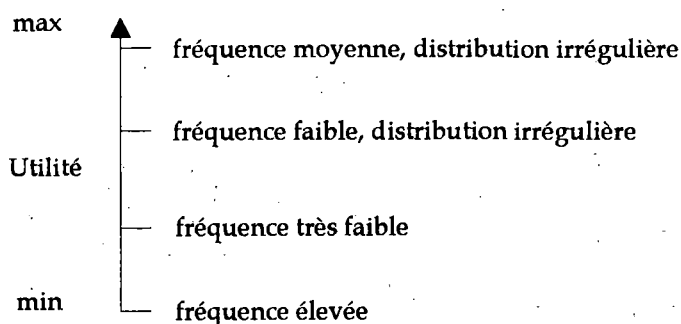 max
fréquence moyenne, distribution irrégulière
fréquence faible, distribution irrégulière
Utilité
fréquence très faible
min
fréquence élevée